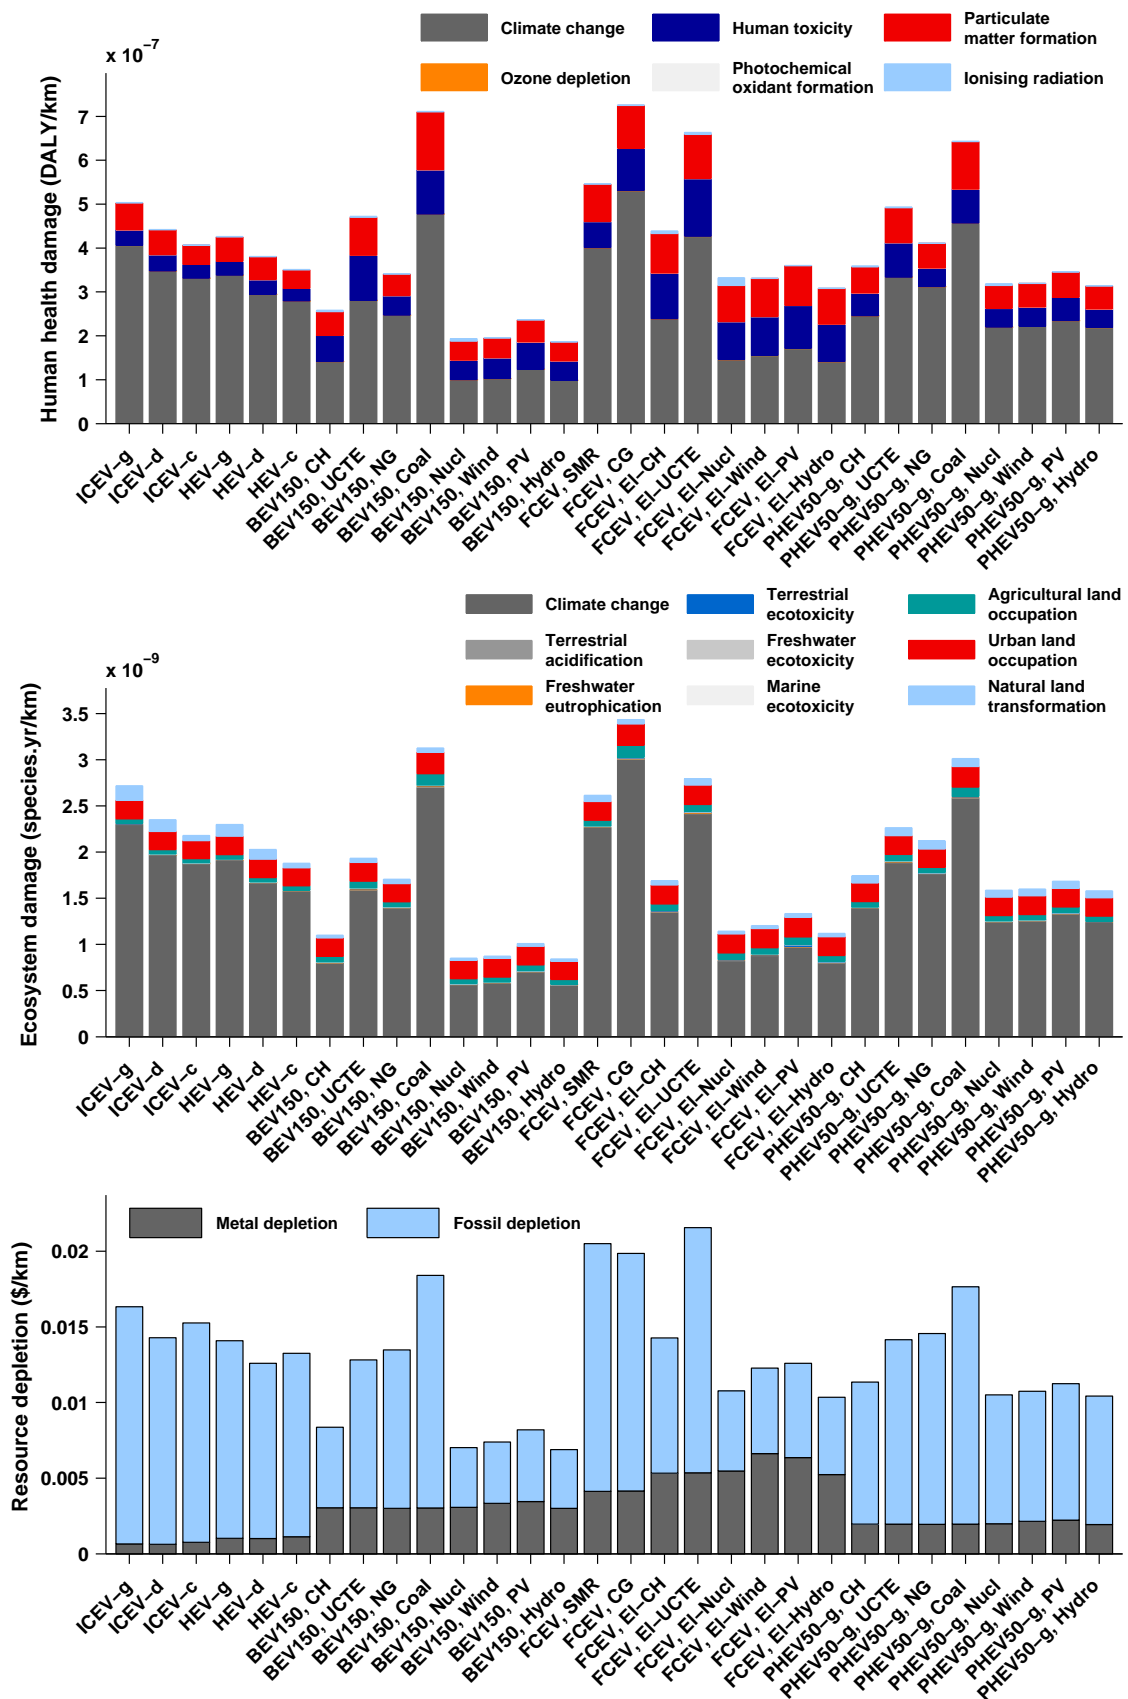 Climate change
Human toxicity
Particulate
matter formation
Ozone depletion
Photochemical
oxidant formation
Ionising radiation
x 10−7
Human health damage (DALY/km)
7
6
5
4
3
2
1
0
ICEV−g
ICEV−d
ICEV−c
HEV−g
HEV−d
HEV−c
BEV150, CH
BEV150, UCTE
BEV150, NG
BEV150, Coal
BEV150, Nucl
BEV150, Wind
BEV150, PV
BEV150, Hydro
FCEV, SMR
FCEV, CG
FCEV, El−CH
FCEV, El−UCTE
FCEV, El−Nucl
FCEV, El−Wind
FCEV, El−PV
FCEV, El−Hydro
PHEV50−g, CH
PHEV50−g, UCTE
PHEV50−g, NG
PHEV50−g, Coal
PHEV50−g, Nucl
PHEV50−g, Wind
PHEV50−g, PV
PHEV50−g, Hydro
Climate change
Terrestrial
ecotoxicity
Agricultural land
occupation
Terrestrial
acidification
Freshwater
ecotoxicity
Urban land
occupation
Freshwater
eutrophication
Marine
ecotoxicity
Natural land
transformation
x 10−9
Ecosystem damage (species.yr/km)
3.5
3
2.5
2
1.5
1
0.5
0
ICEV−g
ICEV−d
ICEV−c
HEV−g
HEV−d
HEV−c
BEV150, CH
BEV150, UCTE
BEV150, NG
BEV150, Coal
BEV150, Nucl
BEV150, Wind
BEV150, PV
BEV150, Hydro
FCEV, SMR
FCEV, CG
FCEV, El−CH
FCEV, El−UCTE
FCEV, El−Nucl
FCEV, El−Wind
FCEV, El−PV
FCEV, El−Hydro
PHEV50−g, CH
PHEV50−g, UCTE
PHEV50−g, NG
PHEV50−g, Coal
PHEV50−g, Nucl
PHEV50−g, Wind
PHEV50−g, PV
PHEV50−g, Hydro
Metal depletion
Fossil depletion
Resource depletion ($/km)
0.02
0.015
0.01
0.005
0
ICEV−g
ICEV−d
ICEV−c
HEV−g
HEV−d
HEV−c
BEV150, CH
BEV150, UCTE
BEV150, NG
BEV150, Coal
BEV150, Nucl
BEV150, Wind
BEV150, PV
BEV150, Hydro
FCEV, SMR
FCEV, CG
FCEV, El−CH
FCEV, El−UCTE
FCEV, El−Nucl
FCEV, El−Wind
FCEV, El−PV
FCEV, El−Hydro
PHEV50−g, CH
PHEV50−g, UCTE
PHEV50−g, NG
PHEV50−g, Coal
PHEV50−g, Nucl
PHEV50−g, Wind
PHEV50−g, PV
PHEV50−g, Hydro